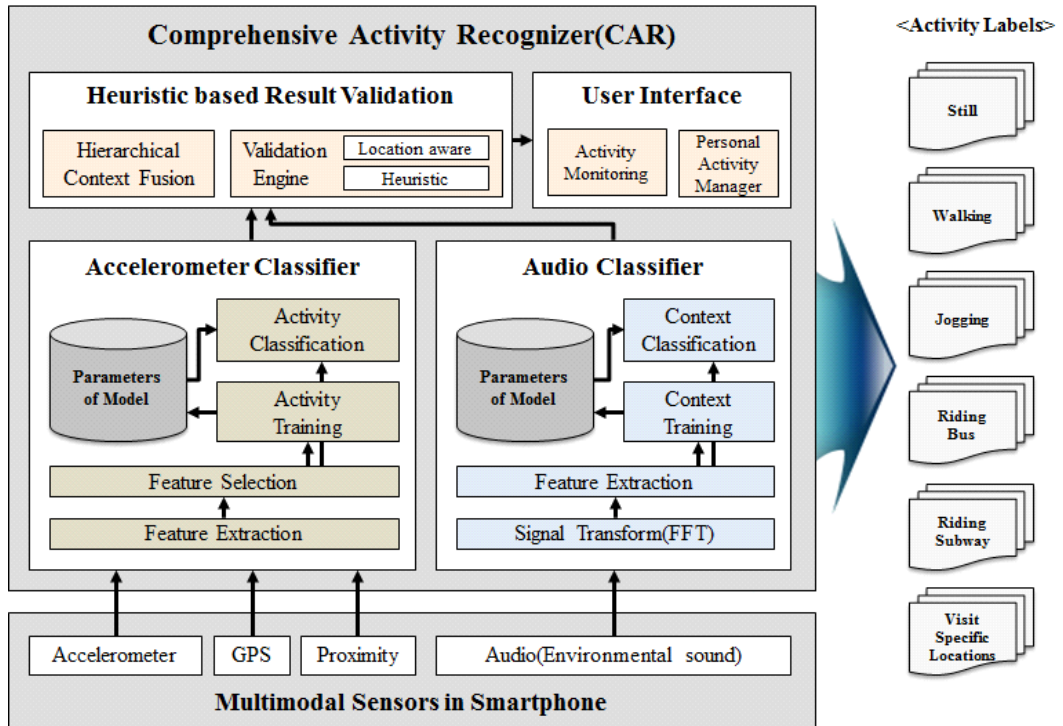 Comprehensive Activity Recognizer(CAR)
Heuristic based Result Validation
Hierarchical
Context Fusion
Validation
Engine
Location aware
Heuristic
User Interface
Activity
Monitoring
Personal
Activity
Manager
Accelerometer Classifier
Parameters
of Model
Activity
Classification
Activity
Training
Feature Selection
Feature Extraction
Audio Classifier
Parameters
of Model
Context
Classification
Context
Training
Feature Extraction
Signal Transform(FFT)
Accelerometer
GPS
Proximity
Audio(Environmental sound)
Multimodal Sensors in Smartphone
<Activity Labels>
Still
Walking
Jogging
Riding
Bus
Riding
Subway
Visit
Specific
Locations